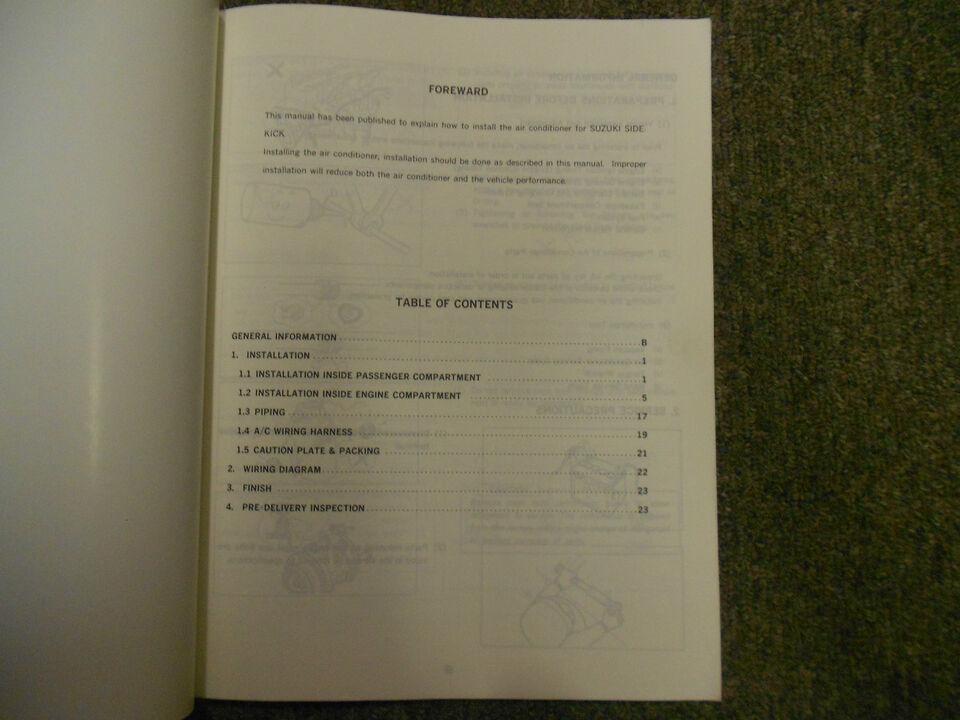 FOREWARD
This manual has been published to explain how to install the air conditioner for SUZUKI SIDE
KICK.
Installing the air conditioner, installation should be done as described in this manual. Improper
installation will reduce both the air conditioner and the vehicle performance.
TABLE OF CONTENTS
GENERAL INFORMATION ... B
1. INSTALLATION ... 1
1.1 INSTALLATION INSIDE PASSENGER COMPARTMENT ... 1
1.2 INSTALLATION INSIDE ENGINE COMPARTMENT ... 5
1.3 PIPING ... 17
1.4 A/C WIRING HARNESS ... 19
1.5 CAUTION PLATE & PACKING ... 21
2. WIRING DIAGRAM ... 22
3. FINISH ... 23
4. PRE-DELIVERY INSPECTION ... 23